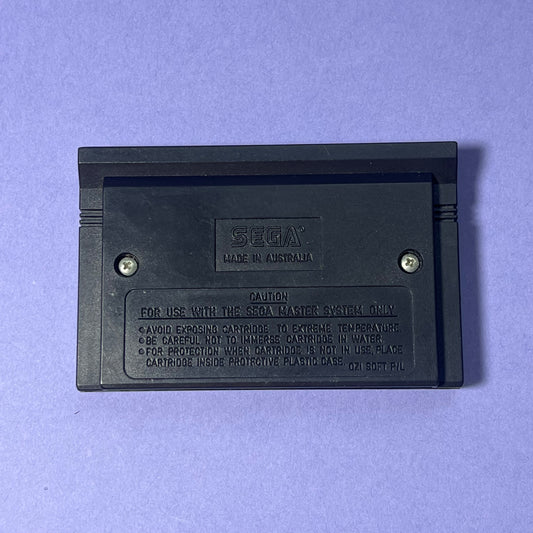 SEGA®
MADE IN AUSTRALIA
CAUTION
FOR USE WITH THE SEGA MASTER SYSTEM ONLY
AVOID EXPOSING CARTRIDGE TO EXTREME TEMPERATURE.
BE CAREFUL NOT TO IMMERSE CARTRIDGE IN WATER.
FOR PROTECTION WHEN CARTRIDGE IS NOT IN USE, PLACE
CARTRIDGE INSIDE PROTECTIVE PLASTIC CASE.
OZI SOFT P/L